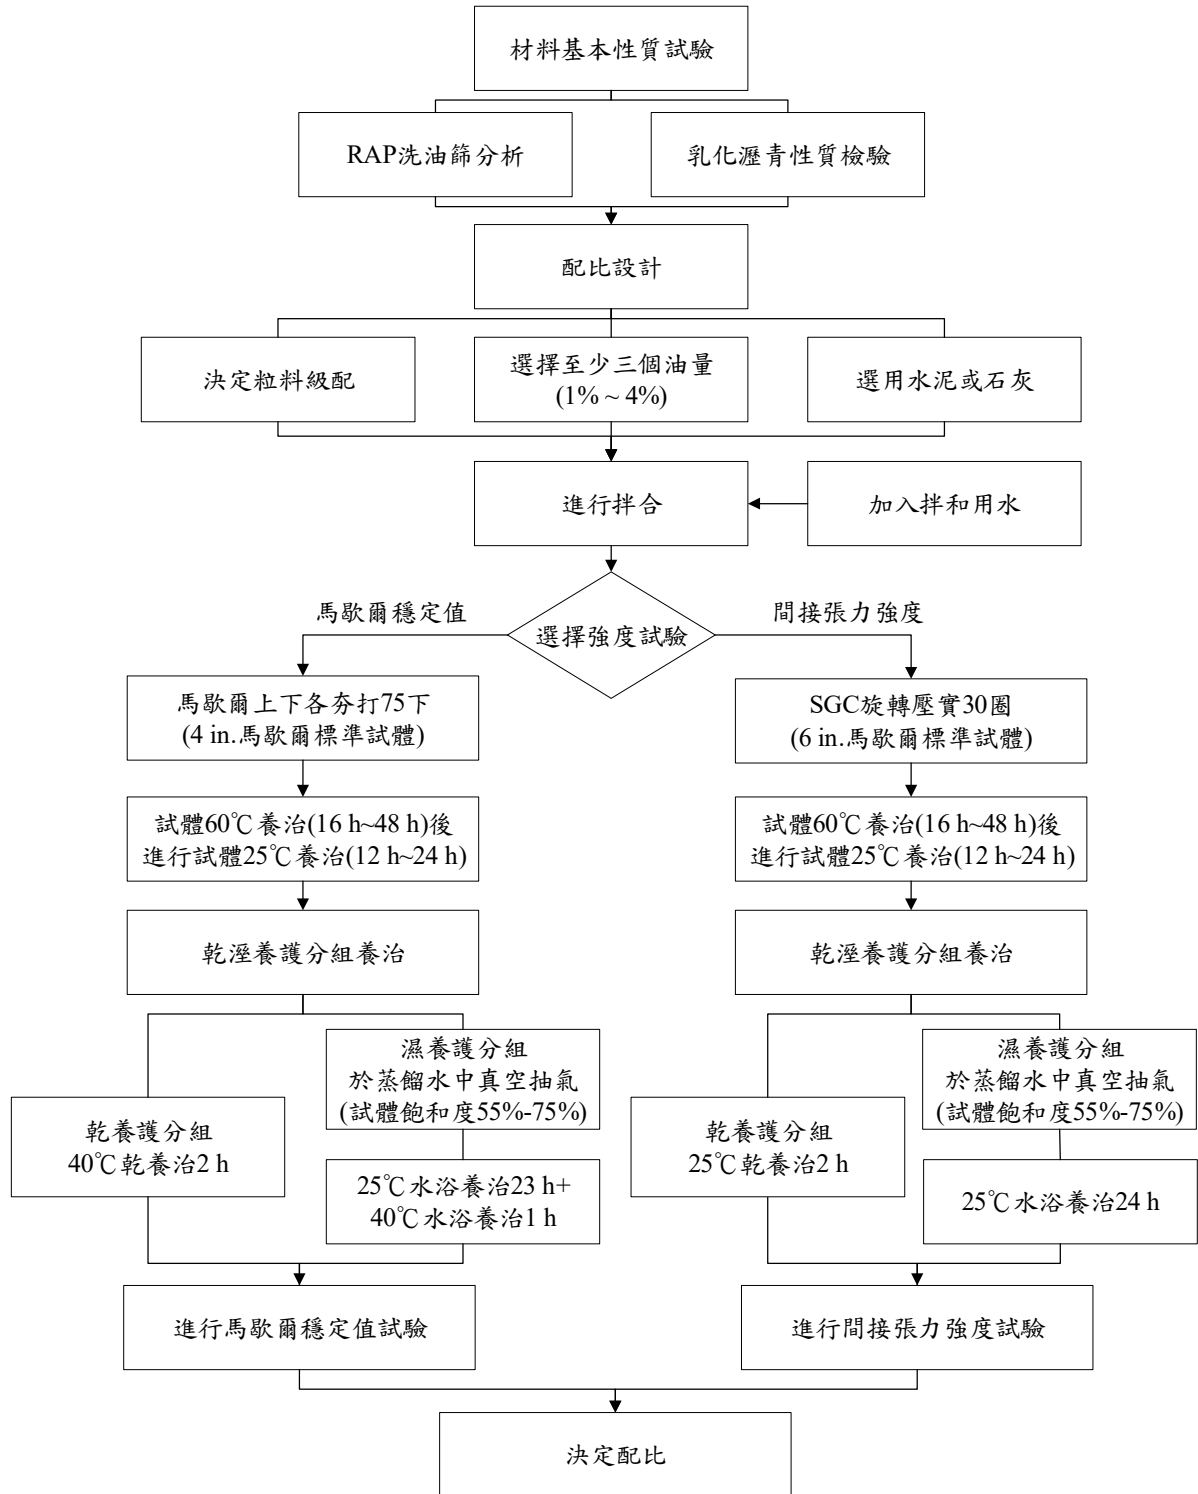 材料基本性質試驗
RAP洗油篩分析
乳化瀝青性質檢驗
配比設計
決定粒料級配
選擇至少三個油量
(1% ~ 4%)
選用水泥或石灰
進行拌合
加入拌和用水
選擇強度試驗
馬歇爾穩定值
間接張力強度
馬歇爾上下各夯打75下
(4 in.馬歇爾標準試體)
SGC旋轉壓實30圈
(6 in.馬歇爾標準試體)
試體60℃養治(16 h~48 h)後
進行試體25℃養治(12 h~24 h)
試體60℃養治(16 h~48 h)後
進行試體25℃養治(12 h~24 h)
乾溼養護分組養治
乾溼養護分組養治
乾養護分組
40℃乾養治2 h
濕養護分組
於蒸餾水中真空抽氣
(試體飽和度55%-75%)
25℃水浴養治23 h+
40℃水浴養治1 h
乾養護分組
25℃乾養治2 h
濕養護分組
於蒸餾水中真空抽氣
(試體飽和度55%-75%)
25℃水浴養治24 h
進行馬歇爾穩定值試驗
進行間接張力強度試驗
決定配比